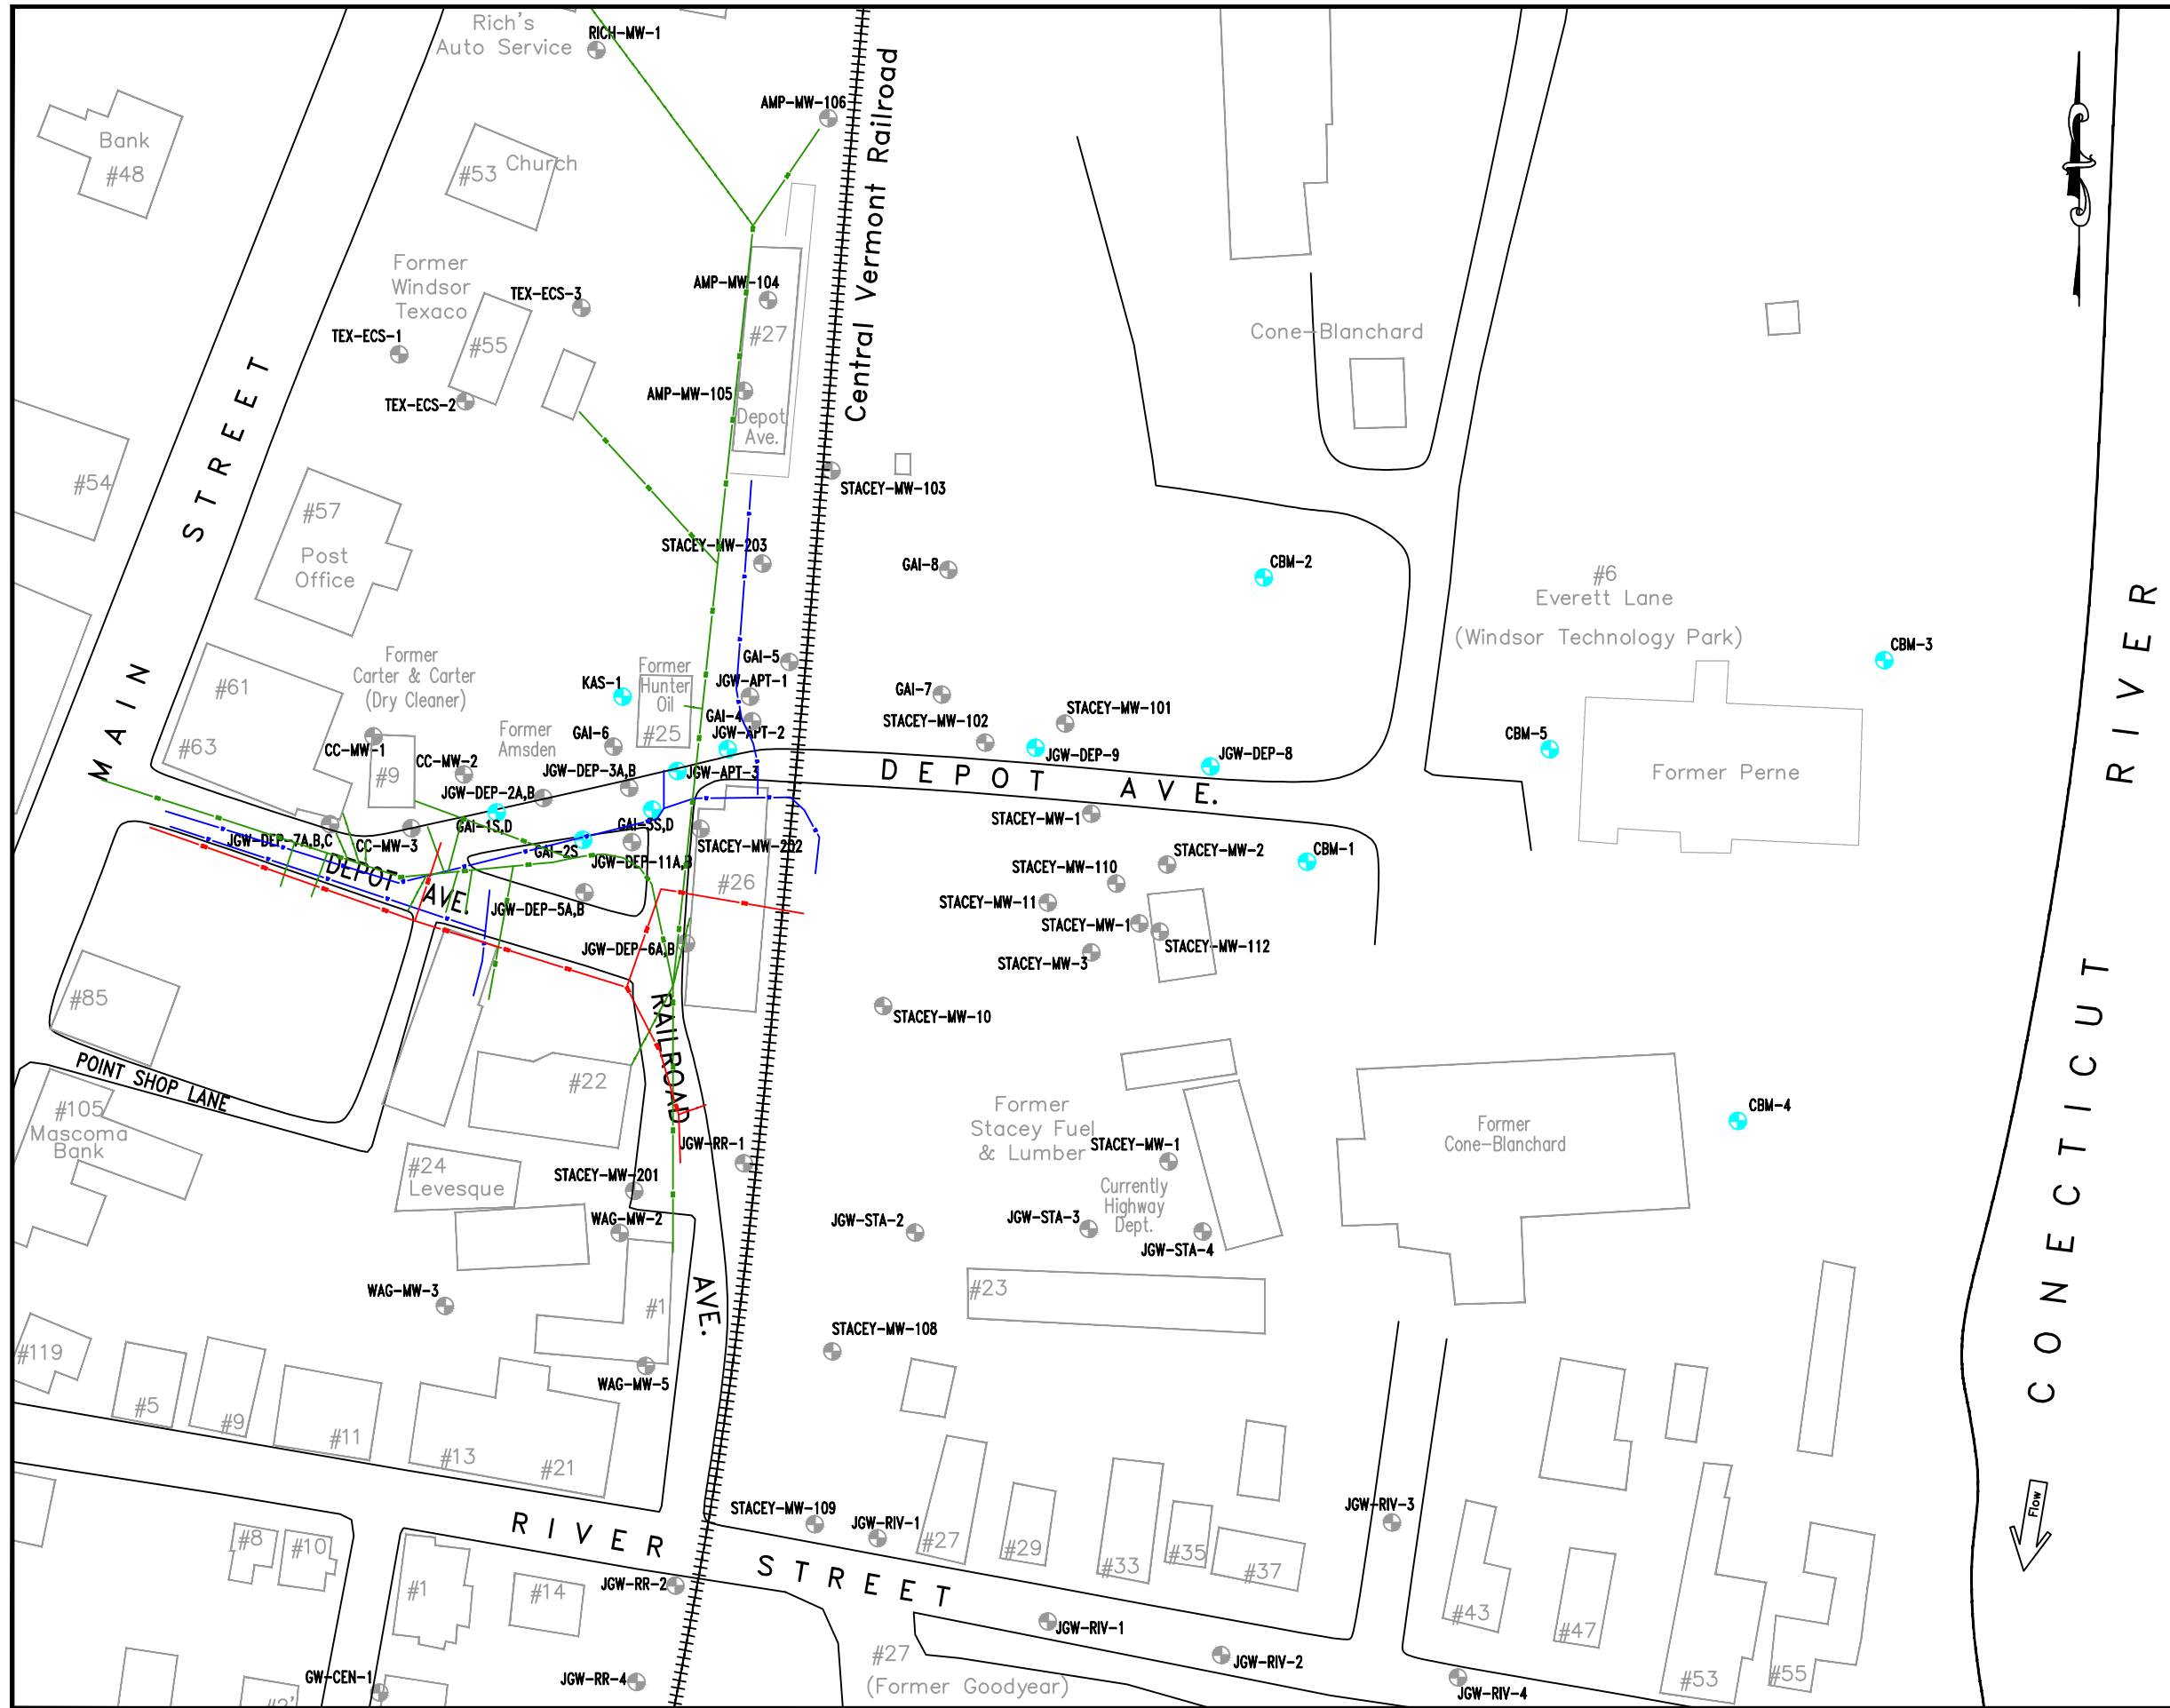 Rich's
Auto Service
RICH-MW-1
AMP-MW-106
Central Vermont Railroad
Bank
#48
#53
Church
Former
Windsor
Texaco
TEX-ECS-3
TEX-ECS-1
#55
TEX-ECS-2
AMP-MW-104
#27
AMP-MW-105
Depot
Ave.
Cone-Blanchard
MAIN STREET
#54
#57
Post
Office
STACEY-MW-103
STACEY-MW-203
GAI-8
CBM-2
#6
Everett Lane
(Windsor Technology Park)
CBM-3
#61
#63
Former
Carter & Carter
(Dry Cleaner)
KAS-1
Former
Hunter
Oil
#25
GAI-5
JGW-APT-1
GAI-4
JGW-APT-2
GAI-7
STACEY-MW-102
STACEY-MW-101
CBM-5
CC-MW-1
#9
CC-MW-2
Former
Amsden
GAI-6
JGW-DEP-3A,B
JGW-APT-3
JGW-DEP-9
JGW-DEP-8
DEPOT AVE.
Former Perne
JGW-DEP-2A,B
GAI-1S,D
GAI-3S,D
JGW-DEP-7A,B,C
CC-MW-3
GAI-2S
JGW-DEP-11A,B
STACEY-MW-202
STACEY-MW-1
STACEY-MW-2
CBM-1
STACEY-MW-110
DEPOT AVE.
#26
STACEY-MW-11
JGW-DEP-5A,B
STACEY-MW-1
STACEY-MW-112
JGW-DEP-6A,B
STACEY-MW-3
#85
STACEY-MW-10
RAILROAD AVE.
POINT SHOP LANE
#22
#105
Mascoma
Bank
Former
Stacey Fuel
& Lumber
STACEY-MW-1
Former
Cone-Blanchard
CBM-4
CONECTICUT RIVER
JGW-RR-1
#24
Levesque
STACEY-MW-201
Currently
Highway
Dept.
WAG-MW-2
JGW-STA-2
JGW-STA-3
JGW-STA-4
WAG-MW-3
#1
#23
#119
STACEY-MW-108
WAG-MW-5
#5
#9
#11
#13
#21
Flow
RIVER STREET
STACEY-MW-109
JGW-RIV-1
#27
#29
#33
#35
#37
JGW-RIV-3
#8
#10
#1
#14
JGW-RR-2
JGW-RIV-1
JGW-RIV-2
#43
#47
#53
#55
#27
(Former Goodyear)
GW-CEN-1
JGW-RR-4
JGW-RIV-4